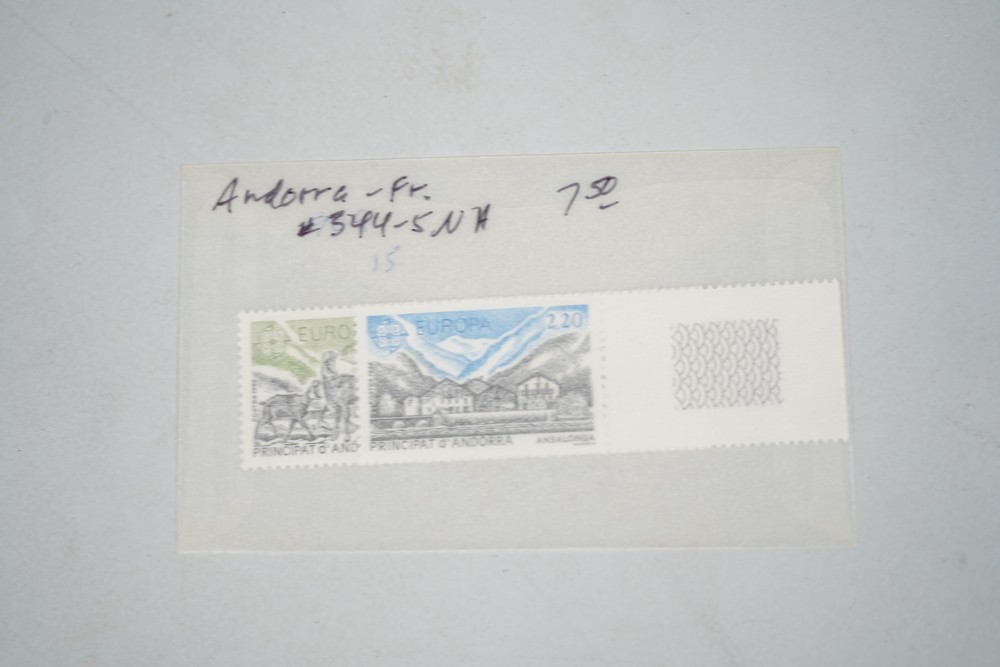 Andorra - Fr. 7 50
#344-5 NH
15
EURO
PRINCIPAT d'AND
EUROPA 2,20
PRINCIPAT d'ANDORRA ANSALONGA